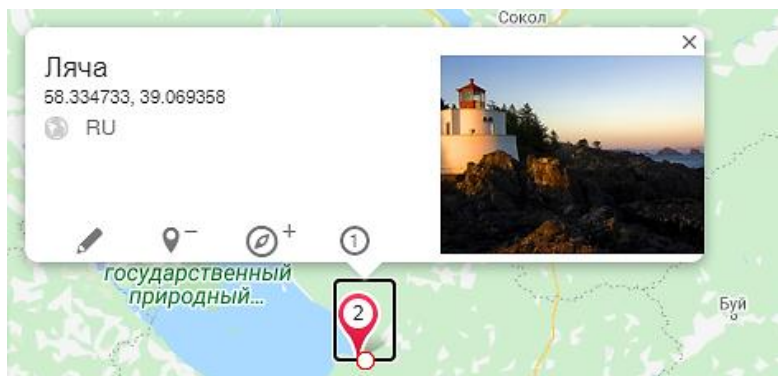 Сокол
Ляча
58.334733, 39.069358
RU
1
государственный
природный...
2
Буй